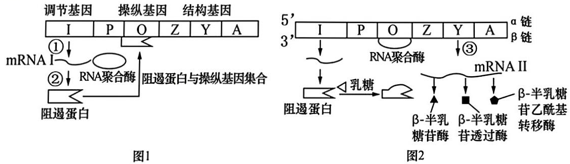 调节基因 操纵基因 结构基因
I P O Z Y A
①
mRNA I
RNA聚合酶
②
阻遏蛋白与操纵基因集合
阻遏蛋白
图1
5' I P O Z Y A α链
3' β链
RNA聚合酶
③
mRNA II
乳糖
阻遏蛋白
β-半乳糖苷酶
β-半乳糖苷透过酶
β-半乳糖苷乙酰基转移酶
图2